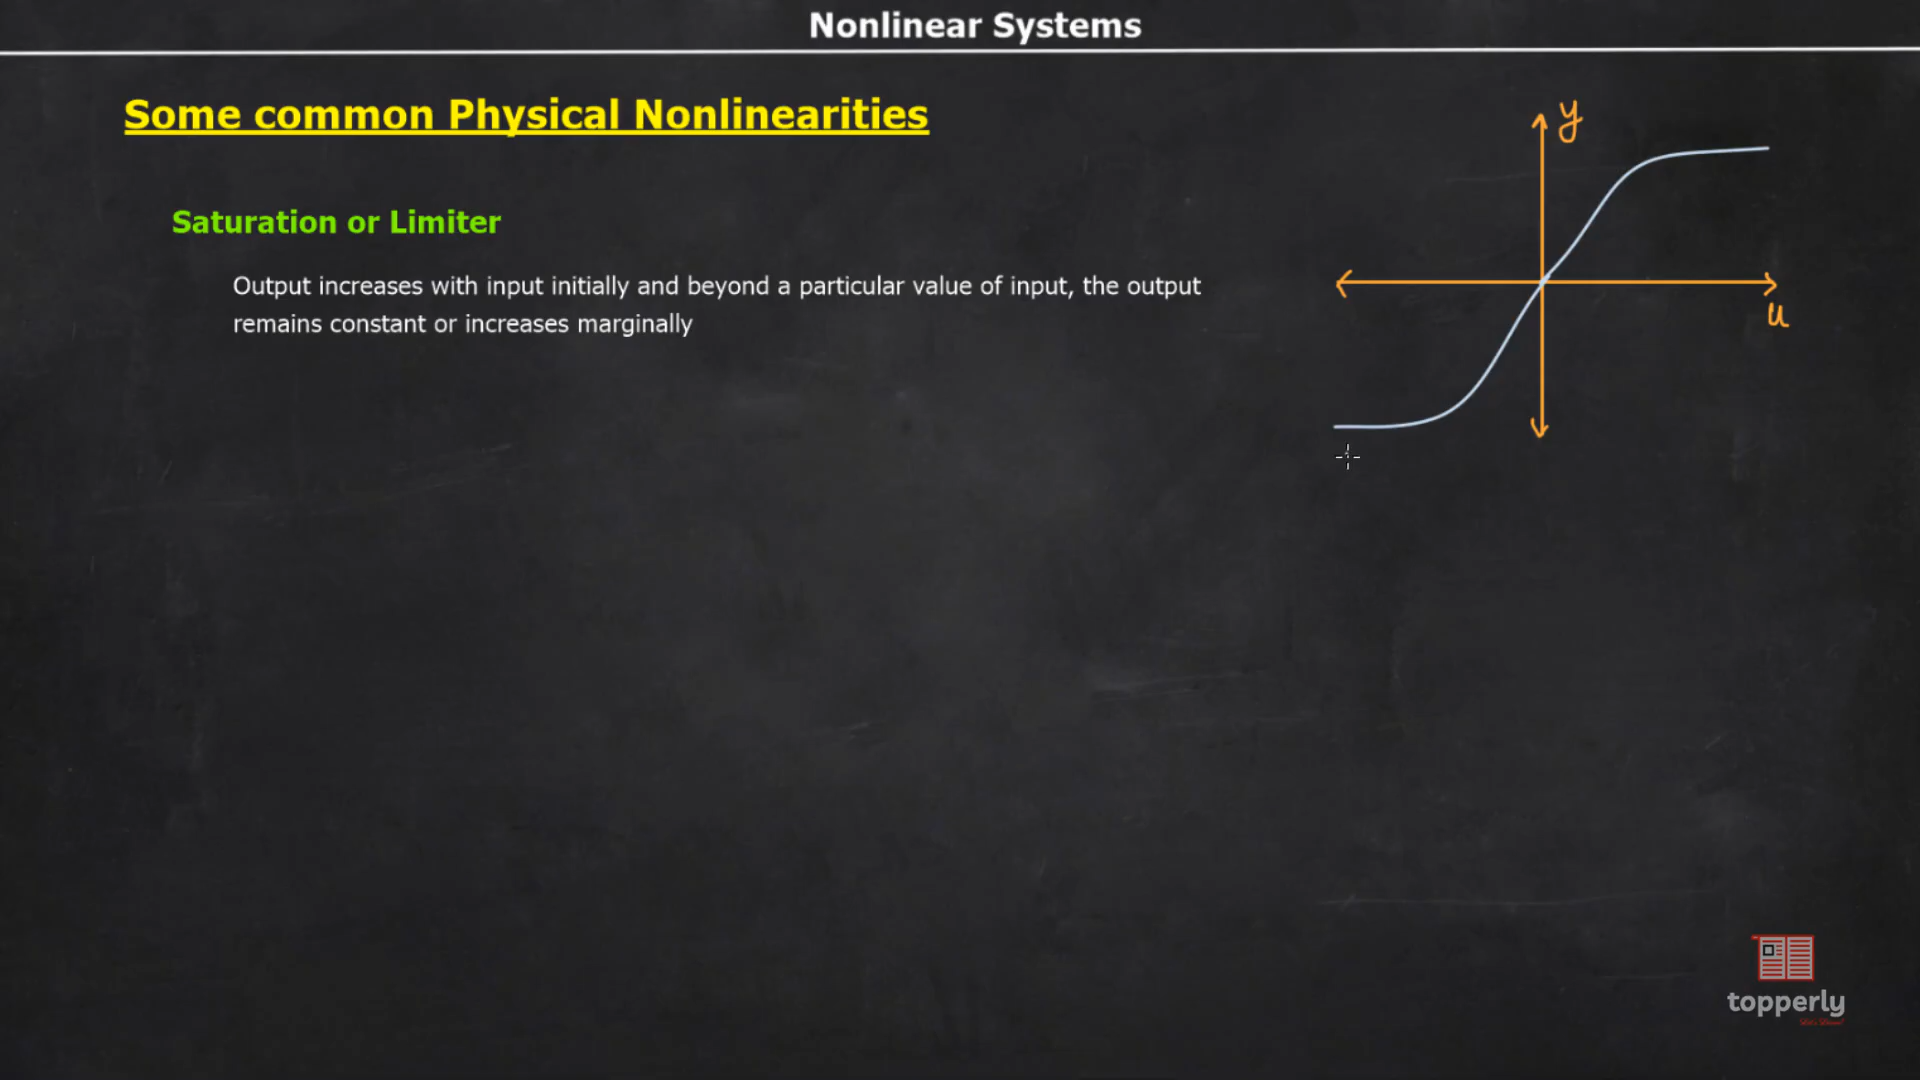 Nonlinear Systems
Some common Physical Nonlinearities
y
Saturation or Limiter
Output increases with input initially and beyond a particular value of input, the output
remains constant or increases marginally
u
topperly